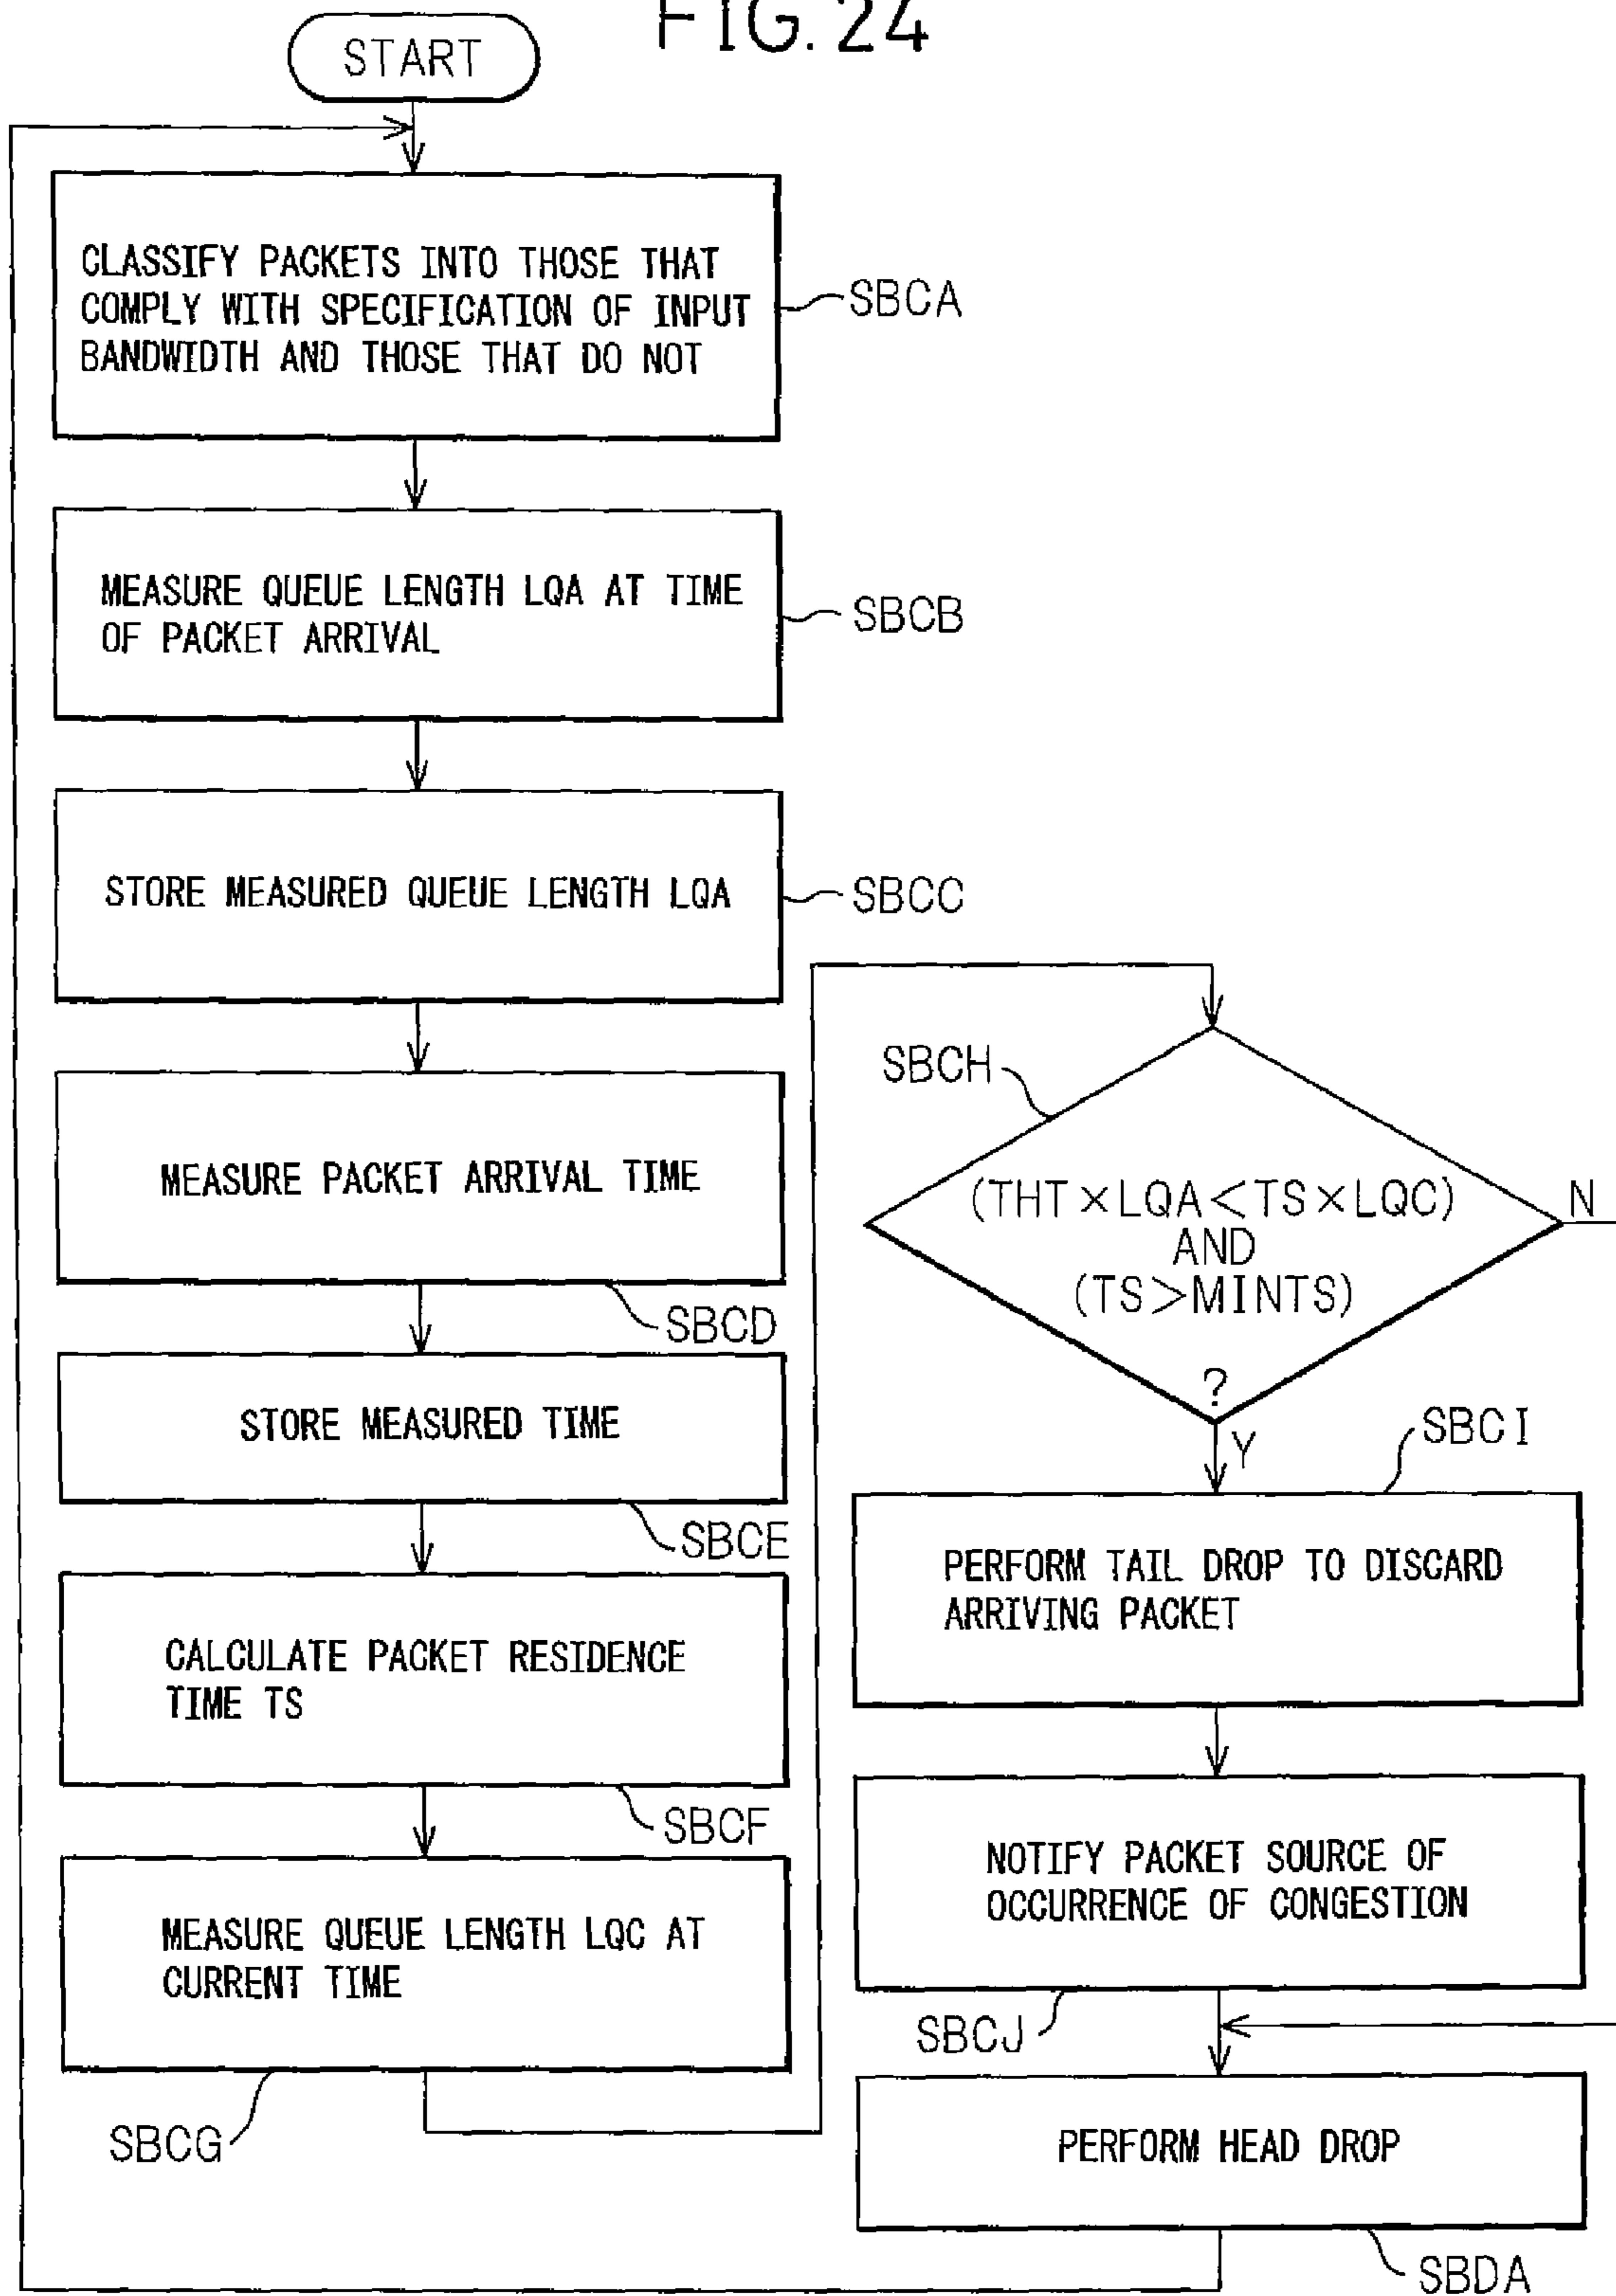 FIG. 24
START
CLASSIFY PACKETS INTO THOSE THAT
COMPLY WITH SPECIFICATION OF INPUT
BANDWIDTH AND THOSE THAT DO NOT
SBCA
MEASURE QUEUE LENGTH LQA AT TIME
OF PACKET ARRIVAL
SBCB
STORE MEASURED QUEUE LENGTH LQA
SBCC
MEASURE PACKET ARRIVAL TIME
SBCD
STORE MEASURED TIME
SBCE
CALCULATE PACKET RESIDENCE
TIME TS
SBCF
MEASURE QUEUE LENGTH LQC AT
CURRENT TIME
SBCG
SBCH
(THT×LQA<TS×LQC)
AND
(TS>MINTS)
?
N
Y
SBCI
PERFORM TAIL DROP TO DISCARD
ARRIVING PACKET
NOTIFY PACKET SOURCE OF
OCCURRENCE OF CONGESTION
SBCJ
PERFORM HEAD DROP
SBDA